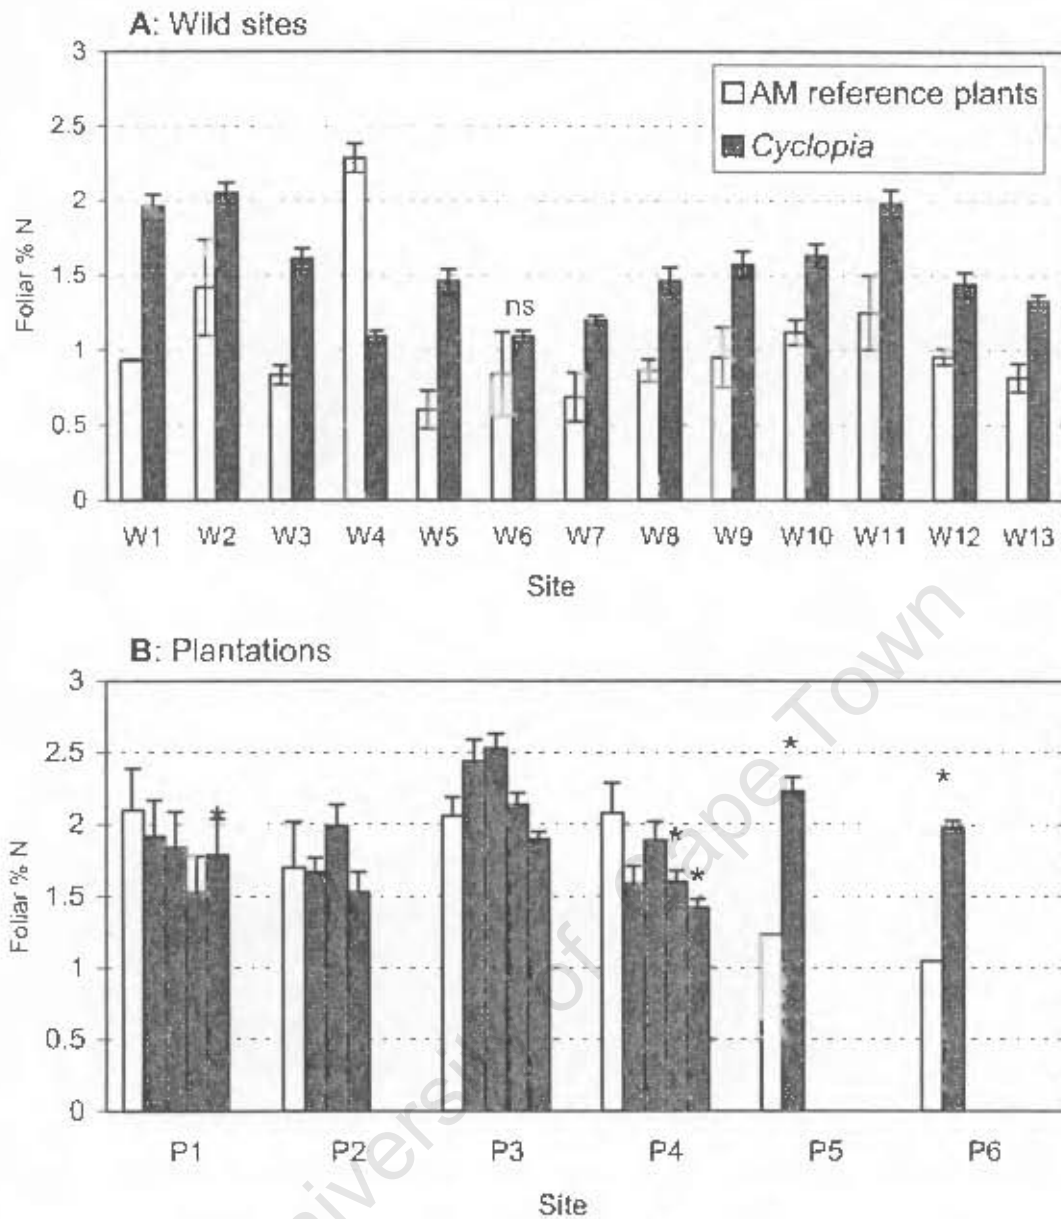 A: Wild sites
3
2.5
2
1.5
1
0.5
0
Foliar % N
AM reference plants
Cyclopia
ns
W1 W2 W3 W4 W5 W6 W7 W8 W9 W10 W11 W12 W13
Site
B: Plantations
3
2.5
2
1.5
1
0.5
0
Foliar % N
*
*
*
*
*
P1 P2 P3 P4 P5 P6
Site
University of Cape Town